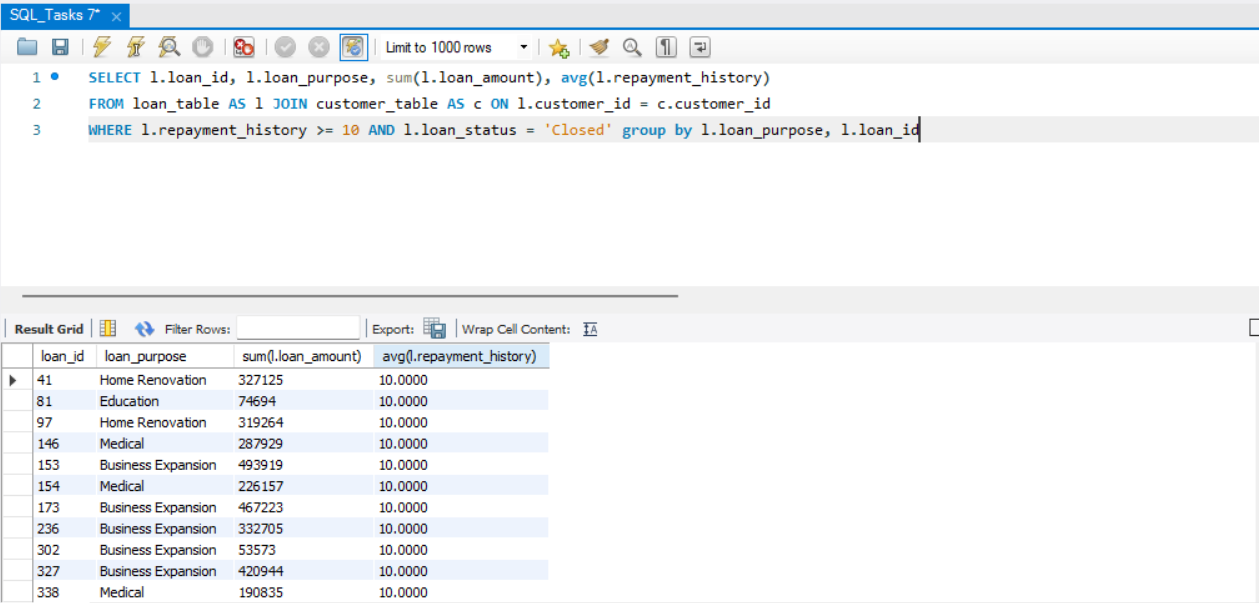 SQL_Tasks 7* ×
Limit to 1000 rows
1 SELECT l.loan_id, l.loan_purpose, sum(l.loan_amount), avg(l.repayment_history)
2 FROM loan_table AS l JOIN customer_table AS c ON l.customer_id = c.customer_id
3 WHERE l.repayment_history >= 10 AND l.loan_status = 'Closed' group by l.loan_purpose, l.loan_id
Result Grid Filter Rows: Export: Wrap Cell Content: IA
loan_id loan_purpose sum(l.loan_amount) avg(l.repayment_history)
41 Home Renovation 327125 10.0000
81 Education 74694 10.0000
97 Home Renovation 319264 10.0000
146 Medical 287929 10.0000
153 Business Expansion 493919 10.0000
154 Medical 226157 10.0000
173 Business Expansion 467223 10.0000
236 Business Expansion 332705 10.0000
302 Business Expansion 53573 10.0000
327 Business Expansion 420944 10.0000
338 Medical 190835 10.0000